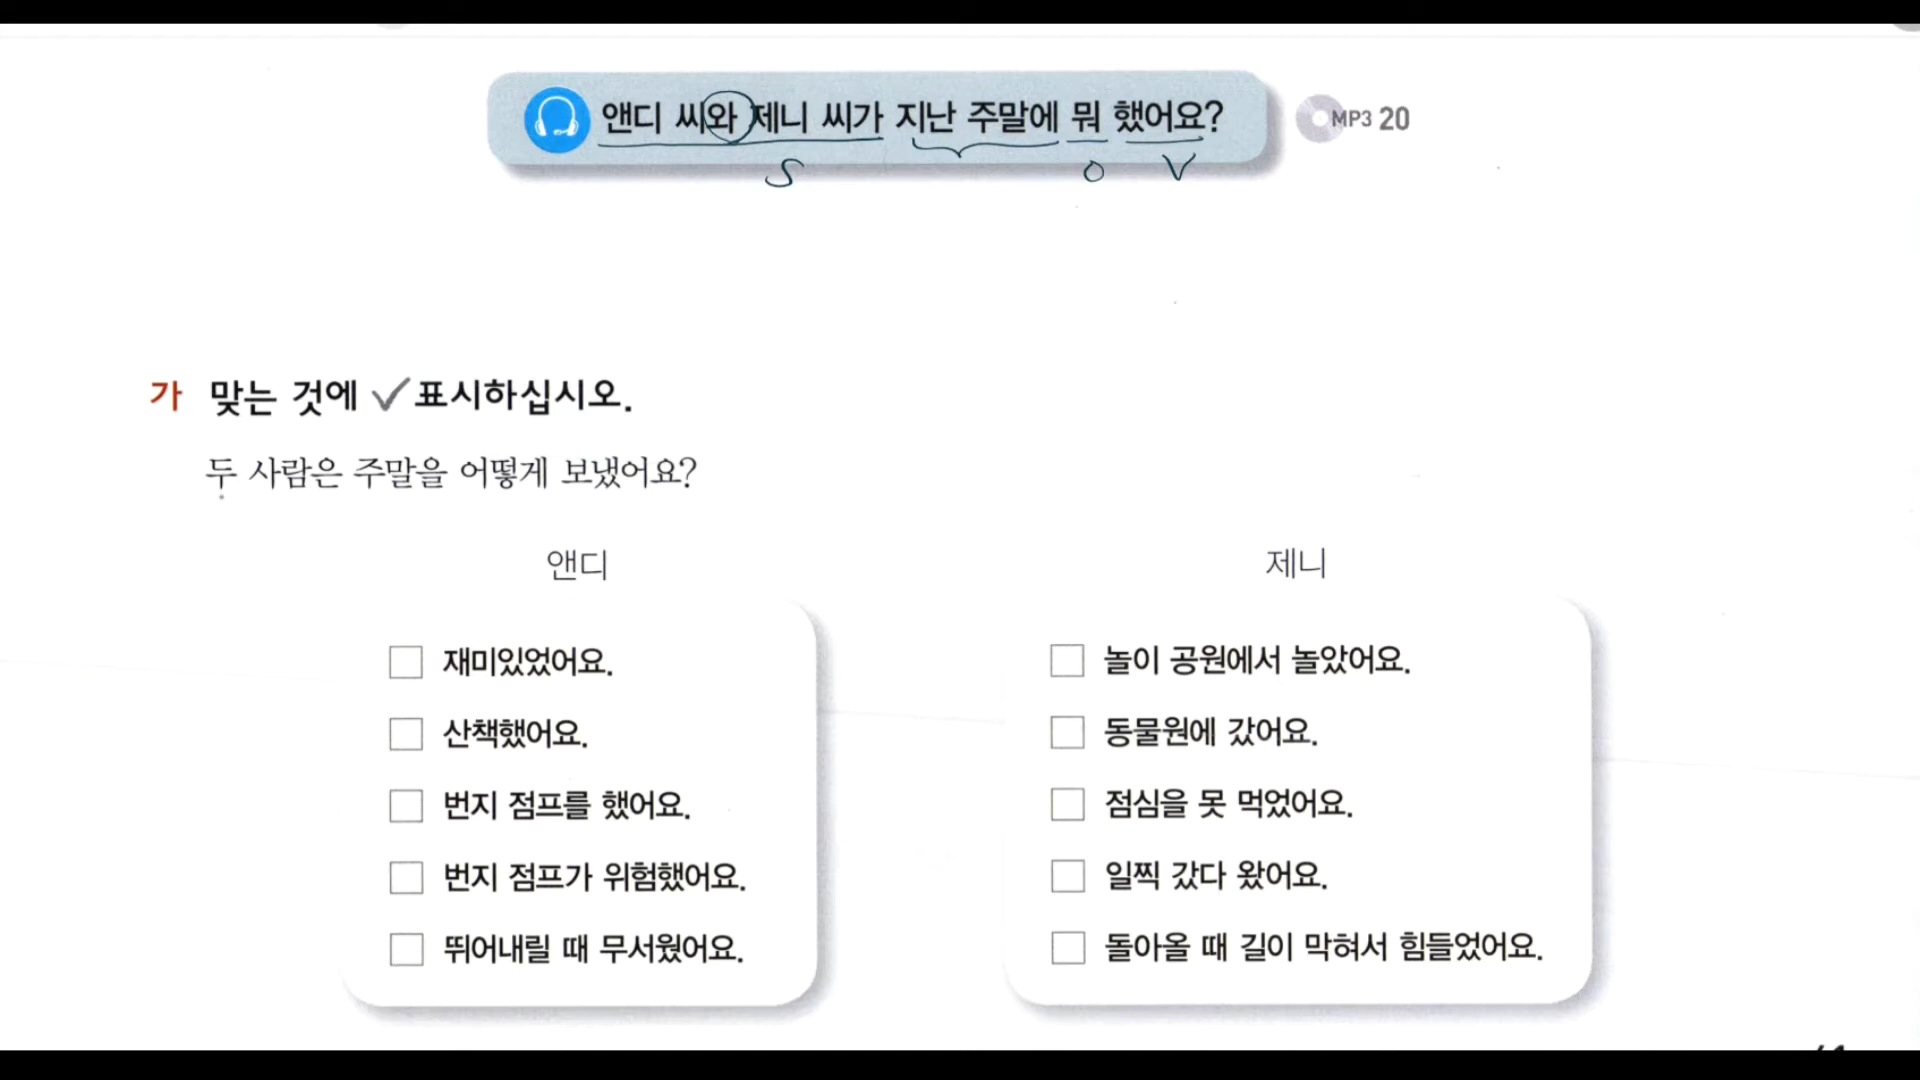 앤디 씨와 제니 씨가 지난 주말에 뭐 했어요?
MP3 20
S
O
V
가 맞는 것에 ✓표시하십시오.
두 사람은 주말을 어떻게 보냈어요?
앤디
재미있었어요.
산책했어요.
번지 점프를 했어요.
번지 점프가 위험했어요.
뛰어내릴 때 무서웠어요.
제니
놀이 공원에서 놀았어요.
동물원에 갔어요.
점심을 못 먹었어요.
일찍 갔다 왔어요.
돌아올 때 길이 막혀서 힘들었어요.